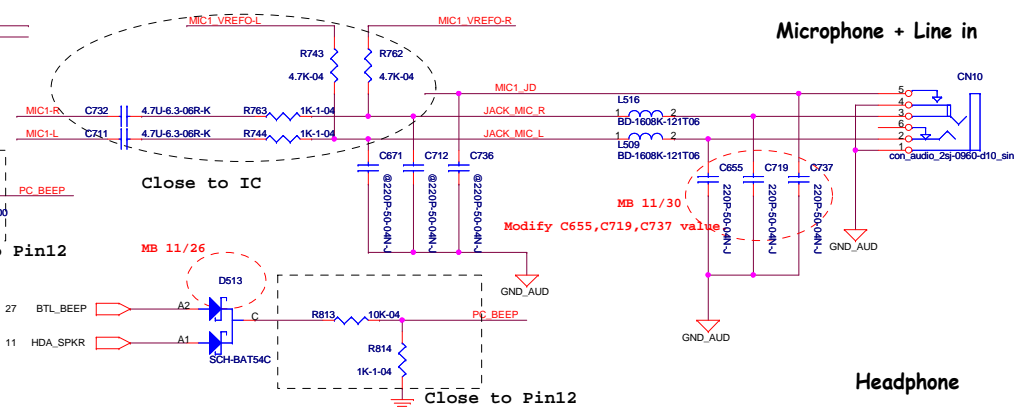 MIC1_VREFO-L
MIC1_VREFO-R
Microphone + Line in
R743
4.7K-04
R762
4.7K-04
CN10
MIC1_JD
L516
1 2
BD-1608K-121T06
5
4
3
6
2
1
MIC1-R
C732
4.7U-6.3-06R-K
R763
1K-1-04
JACK_MIC_R
MIC1-L
C711
4.7U-6.3-06R-K
R744
1K-1-04
JACK_MIC_L
1 2
L509
BD-1608K-121T06
con_audio_2sj-0960-d10_sin
Close to IC
C671
@220P-50-04N-J
C712
@220P-50-04N-J
C736
@220P-50-04N-J
C655
220P-50-04N-J
C719
220P-50-04N-J
C737
220P-50-04N-J
PC_BEEP
MB 11/30
Modify C655,C719,C737 value
Pin12
MB 11/26
GND_AUD
D513
GND_AUD
27 BTL_BEEP
A2
C
R813
10K-04
PC_BEEP
11 HDA_SPKR
A1
SCH-BAT54C
R814
1K-1-04
GND_AUD
Close to Pin12
Headphone